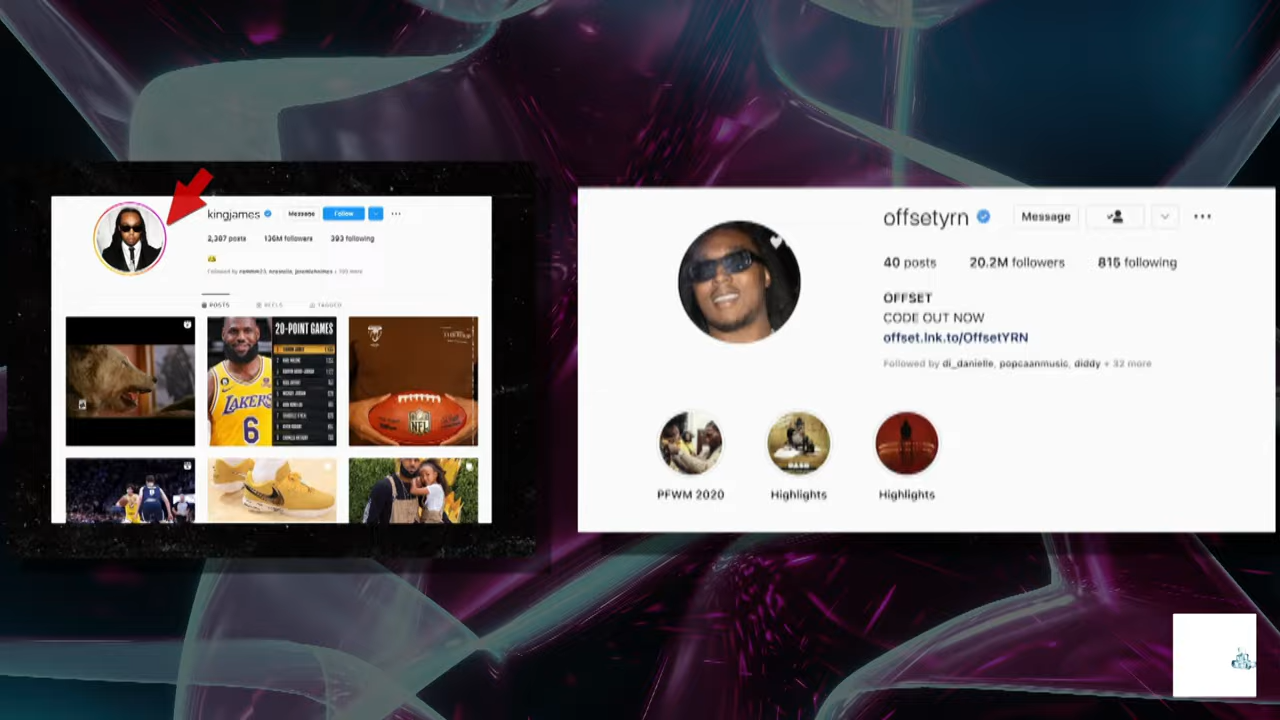 kingjames
Message
Follow
2,387 posts
136M followers
393 following
POSTS
REELS
TAGGED
20-POINT GAMES
LAKERS
6
NFL
offsetyrn
Message
40 posts
20.2M followers
815 following
OFFSET
CODE OUT NOW
offset.lnk.to/OffsetYRN
Followed by di_danielle, popcaanmusic, diddy + 32 more
PFWM 2020
Highlights
Highlights